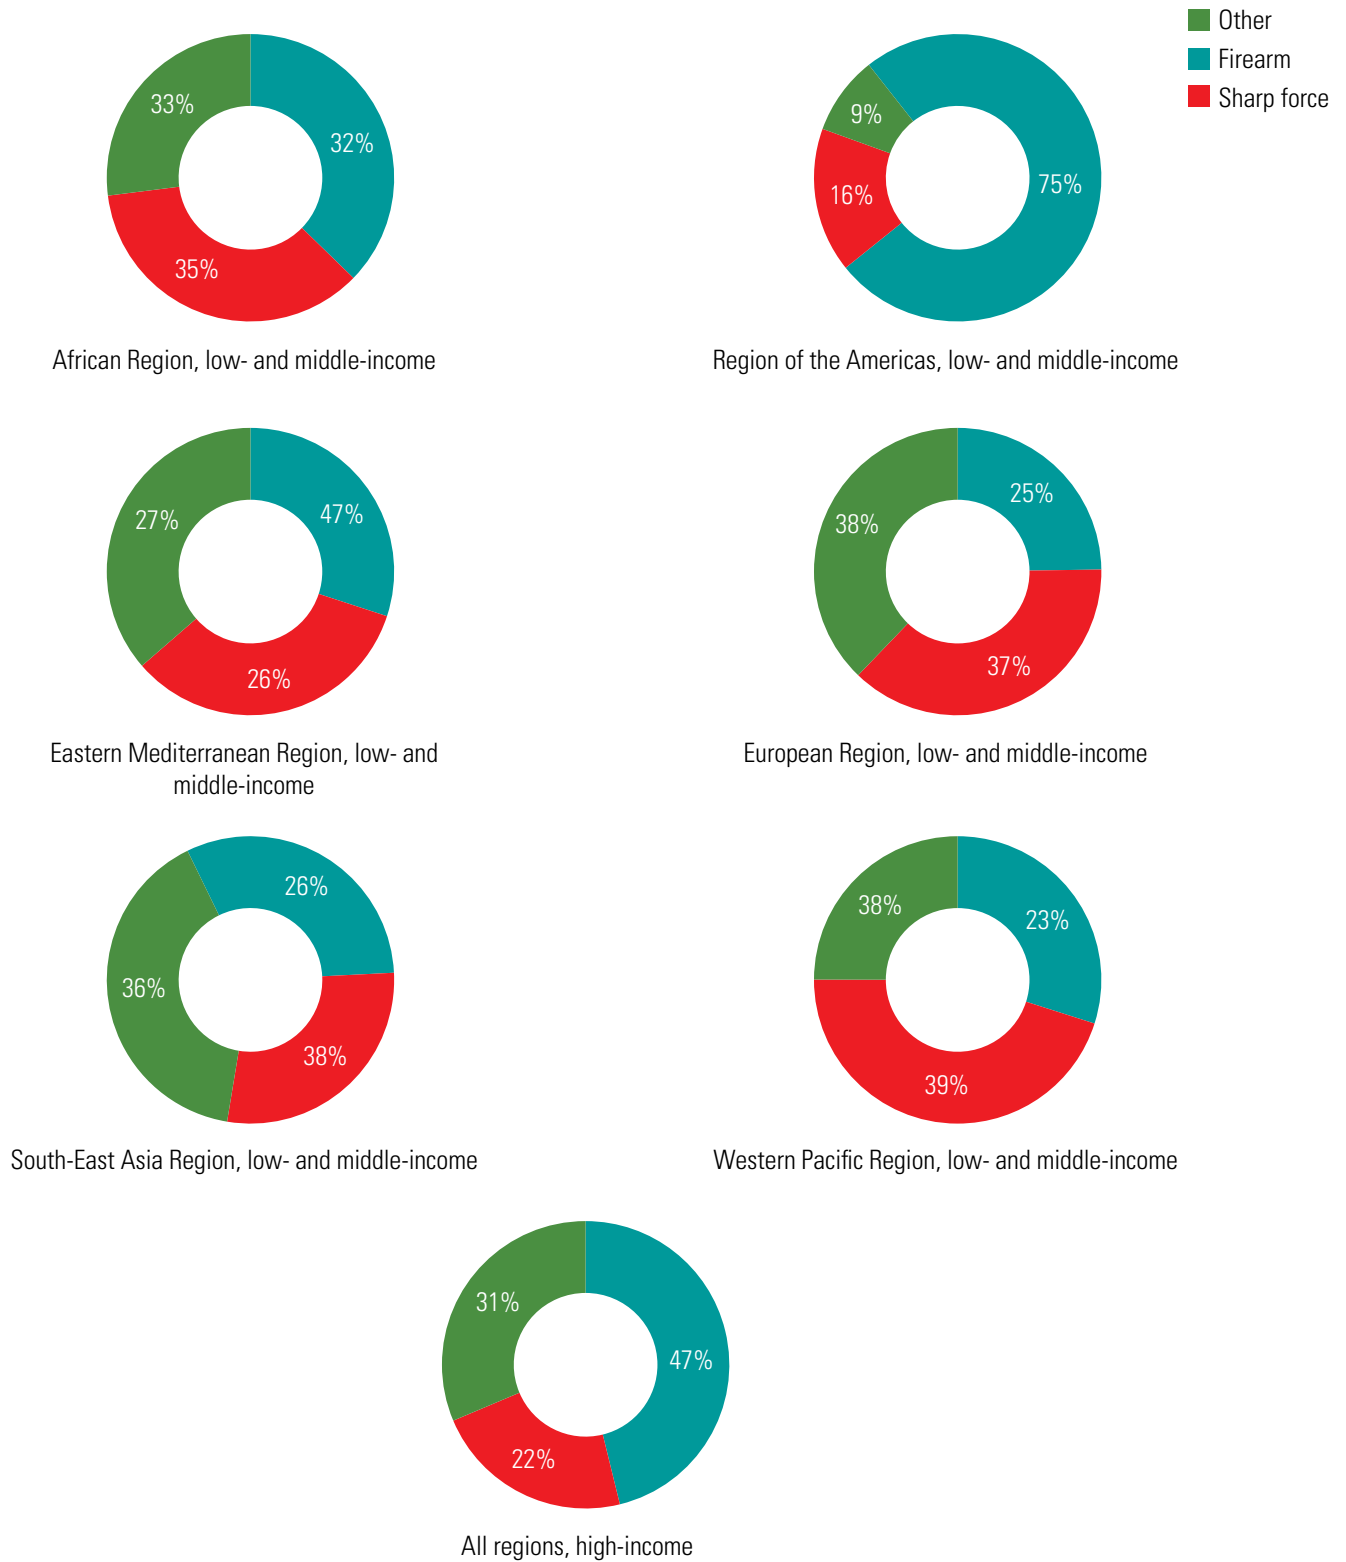 Other
Firearm
Sharp force
33%
32%
35%
African Region, low- and middle-income
9%
75%
16%
Region of the Americas, low- and middle-income
27%
47%
26%
Eastern Mediterranean Region, low- and
middle-income
38%
25%
37%
European Region, low- and middle-income
26%
36%
38%
South-East Asia Region, low- and middle-income
38%
23%
39%
Western Pacific Region, low- and middle-income
31%
47%
22%
All regions, high-income